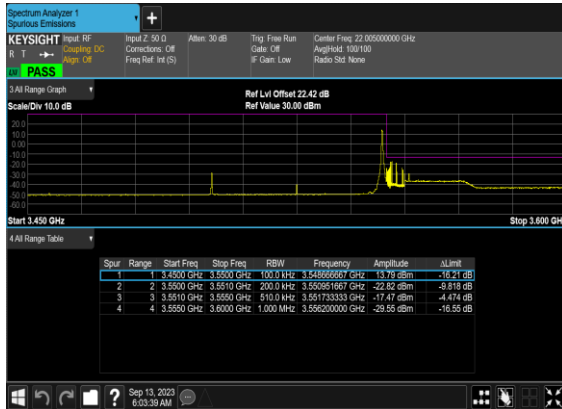 Spectrum Analyzer 1
Spurious Emissions
+
KEYSIGHT Input: RF Input Z: 50 Ω Atten: 30 dB Trig: Free Run Center Freq: 22.005000000 GHz
R T Coupling: DC Corrections: Off Gate: Off Avg|Hold: 100/100
Align: Off Freq Ref: Int (S) IF Gain: Low Radio Std: None
LU PASS
3 All Range Graph Ref Lvl Offset 22.42 dB
Scale/Div 10.0 dB Ref Value 30.00 dBm
20.0
10.0
0.00
-10.0
-20.0
-30.0
-40.0
-50.0
-60.0
Start 3.450 GHz Stop 3.600 GH
4 All Range Table
Spur Range Start Freq Stop Freq RBW Frequency Amplitude ΔLimit
1 1 3.4500 GHz 3.5500 GHz 100.0 kHz 3.548666667 GHz 13.79 dBm -16.21 dB
2 2 3.5500 GHz 3.5510 GHz 200.0 kHz 3.550951667 GHz -22.82 dBm -9.818 dB
3 3 3.5510 GHz 3.5550 GHz 510.0 kHz 3.551733333 GHz -17.47 dBm -4.474 dB
4 4 3.5550 GHz 3.6000 GHz 1.000 MHz 3.556200000 GHz -29.55 dBm -16.55 dB
? Sep 13, 2023
6:03:39 AM